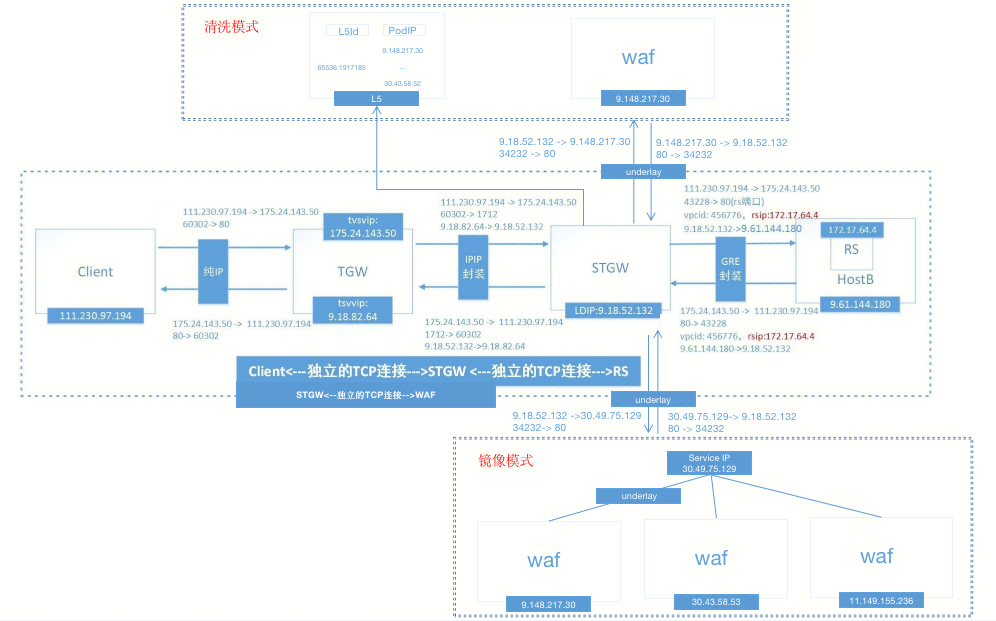 清洗模式
L5Id
PodIP
9.148.217.30
65536:1917185
...
30.43.58.52
L5
waf
9.148.217.30
9.18.52.132 -> 9.148.217.30
34232 -> 80
9.148.217.30 -> 9.18.52.132
80 -> 34232
underlay
111.230.97.194 -> 175.24.143.50
60302-> 80
tvsvip:
175.24.143.50
111.230.97.194 -> 175.24.143.50
60302-> 1712
9.18.82.64-> 9.18.52.132
111.230.97.194 -> 175.24.143.50
43228-> 80(rs端口)
vpcid: 456776，rsip:172.17.64.4
9.18.52.132->9.61.144.180
Client
111.230.97.194
纯IP
TGW
tsvvip:
9.18.82.64
IPIP
封装
STGW
LDIP:9.18.52.132
GRE
封装
172.17.64.4
RS
HostB
9.61.144.180
175.24.143.50 -> 111.230.97.194
80-> 60302
175.24.143.50 -> 111.230.97.194
1712-> 60302
9.18.52.132->9.18.82.64
175.24.143.50 -> 111.230.97.194
80-> 43228
vpcid: 456776，rsip:172.17.64.4
9.61.144.180->9.18.52.132
Client<---独立的TCP连接--->STGW <---独立的TCP连接--->RS
STGW<--独立的TCP连接-->WAF
underlay
9.18.52.132 ->30.49.75.129
34232-> 80
30.49.75.129-> 9.18.52.132
80 -> 34232
镜像模式
Service IP
30.49.75.129
underlay
waf
9.148.217.30
waf
30.43.58.53
waf
11.149.155.236